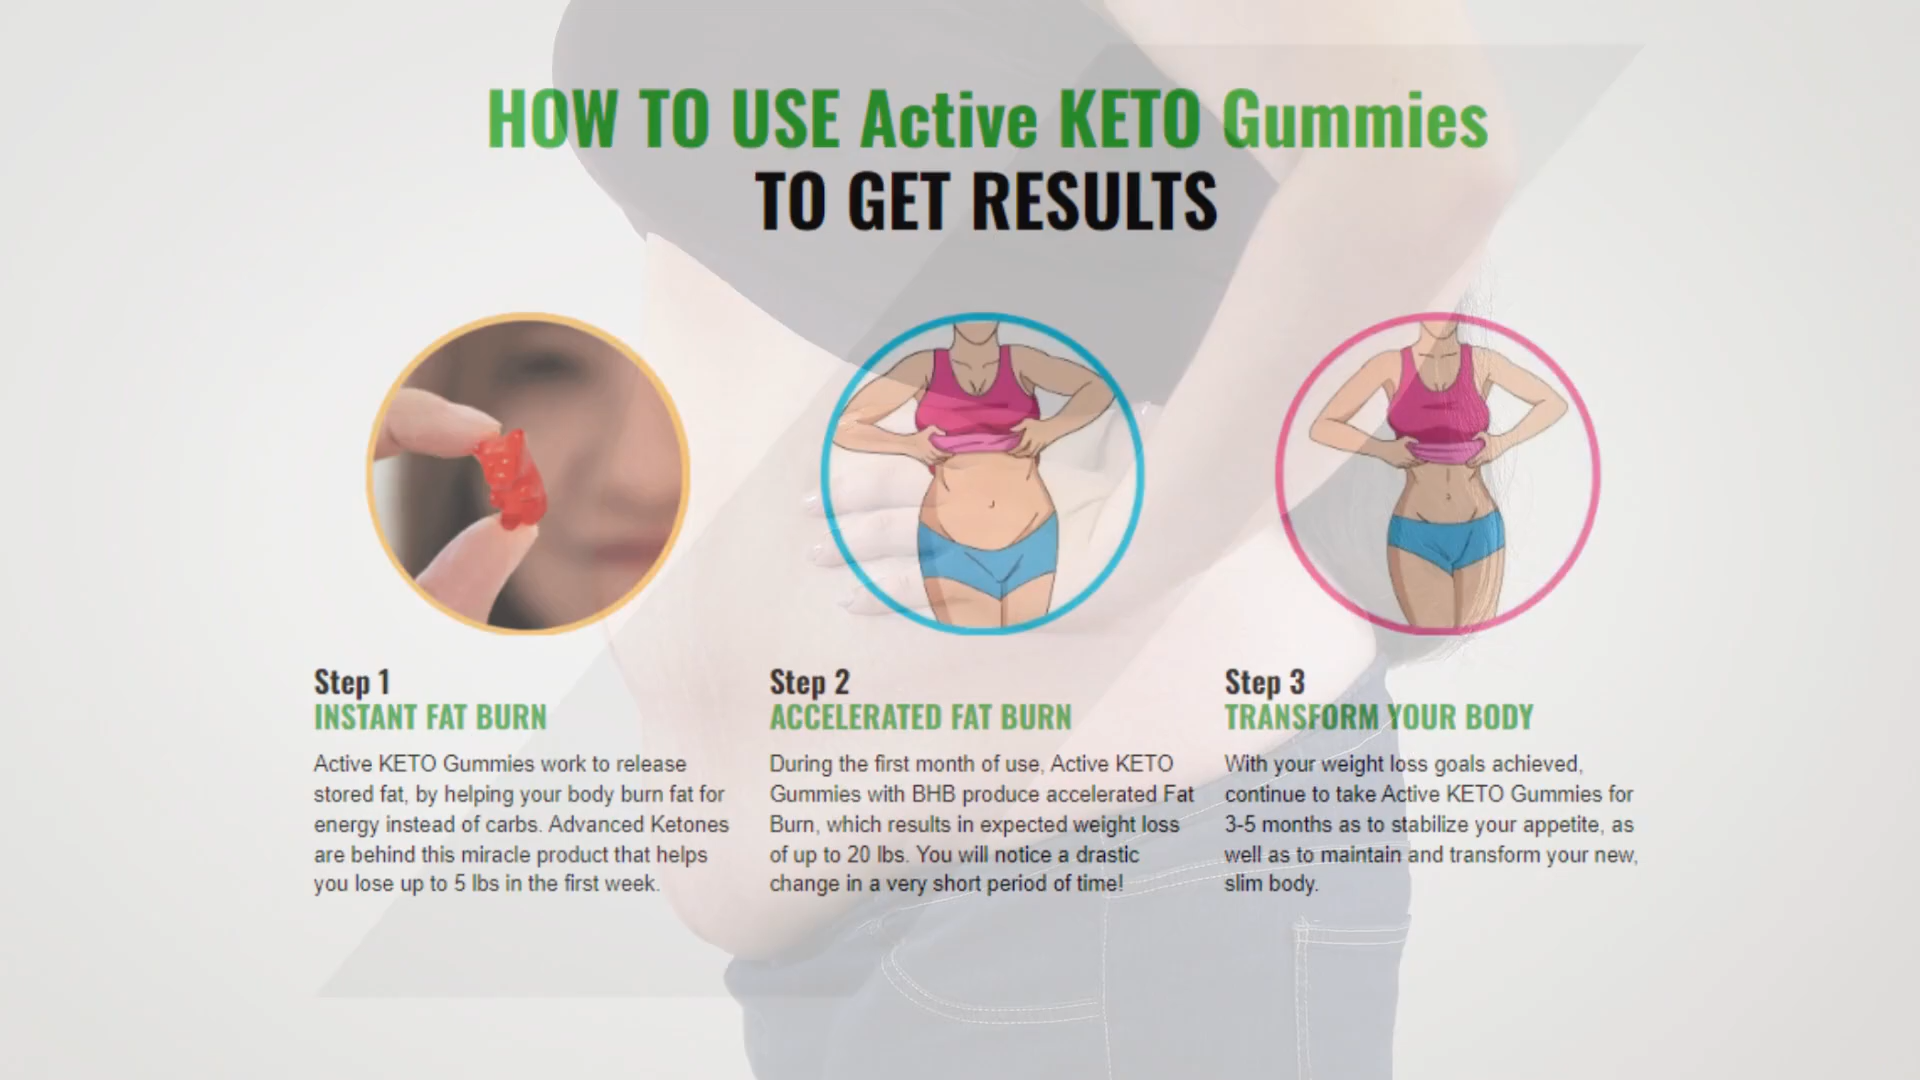 HOW TO USE Active KETO Gummies
TO GET RESULTS
Step 1
INSTANT FAT BURN
Active KETO Gummies work to release
stored fat, by helping your body burn fat for
energy instead of carbs. Advanced Ketones
are behind this miracle product that helps
you lose up to 5 lbs in the first week.
Step 2
ACCELERATED FAT BURN
During the first month of use, Active KETO
Gummies with BHB produce accelerated Fat
Burn, which results in expected weight loss
of up to 20 lbs. You will notice a drastic
change in a very short period of time!
Step 3
TRANSFORM YOUR BODY
With your weight loss goals achieved,
continue to take Active KETO Gummies for
3-5 months as to stabilize your appetite, as
well as to maintain and transform your new,
slim body.